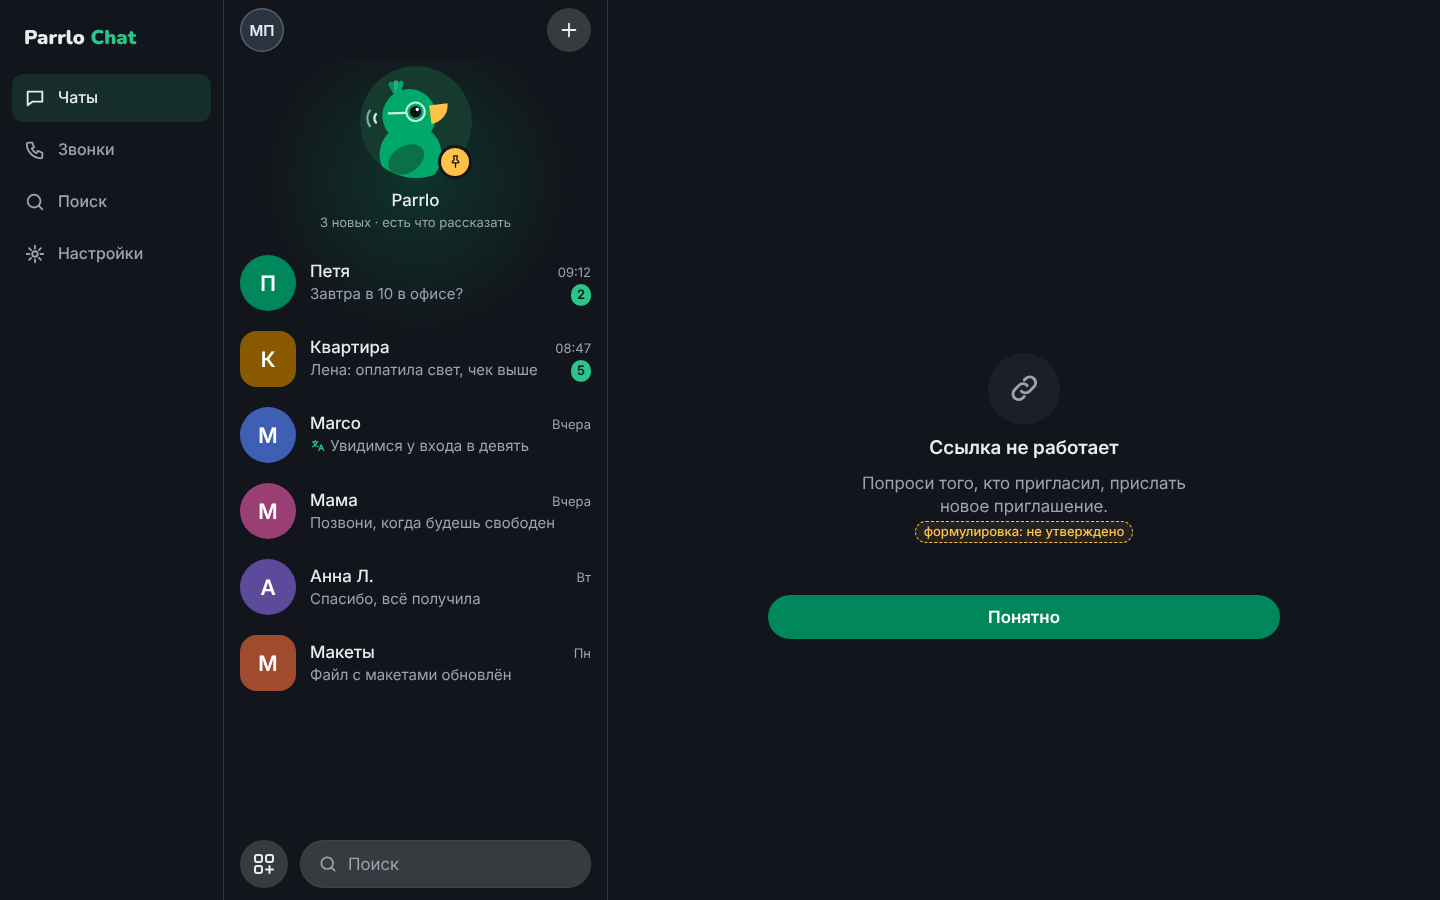 Parrlo Chat
Чаты
Звонки
Поиск
Настройки
МП
Parrlo
3 новых · есть что рассказать
П
Петя
09:12
Завтра в 10 в офисе?
2
К
Квартира
08:47
Лена: оплатила свет, чек выше
5
M
Marco
Вчера
Увидимся у входа в девять
М
Мама
Вчера
Позвони, когда будешь свободен
А
Анна Л.
Вт
Спасибо, всё получила
М
Макеты
Пн
Файл с макетами обновлён
Поиск
Ссылка не работает
Попроси того, кто пригласил, прислать
новое приглашение.
формулировка: не утверждено
Понятно